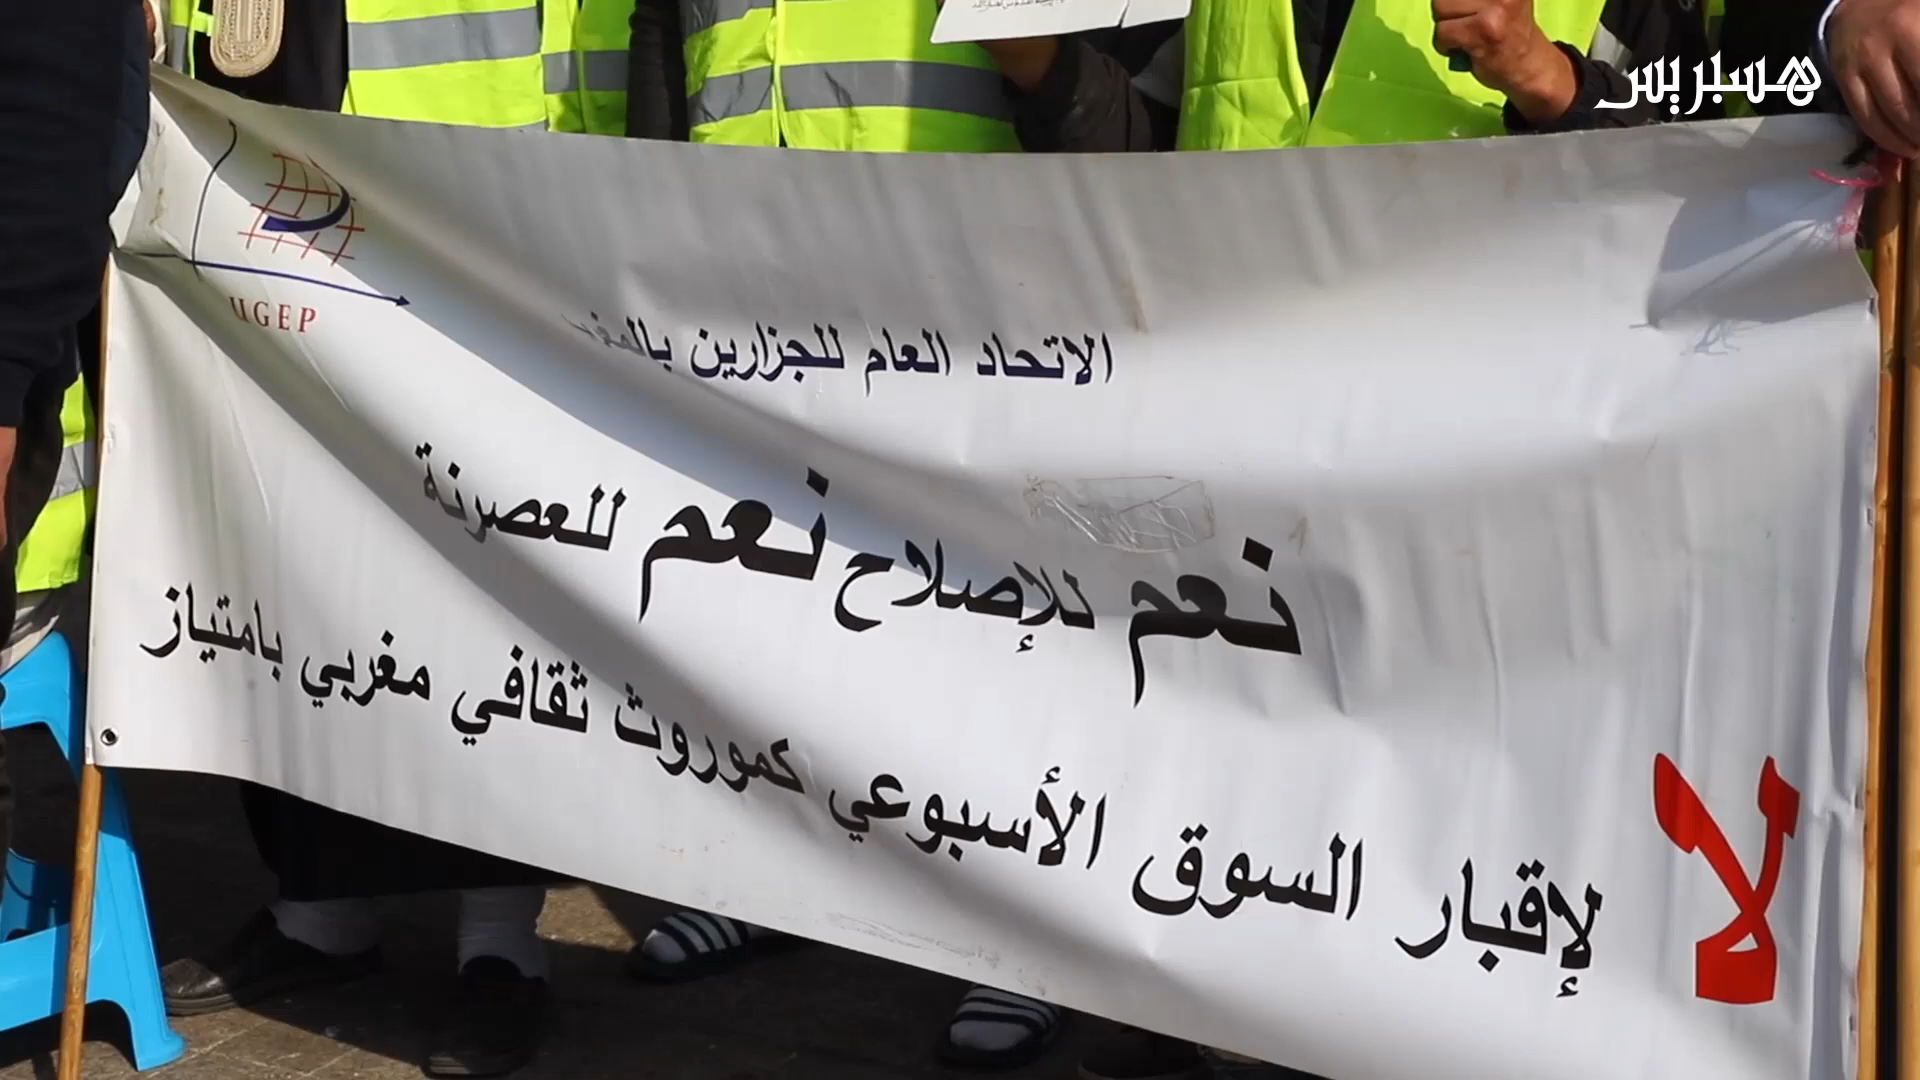 هسبريس
UGEP
الاتحاد العام للجزارين
نعم للإصلاح نعم للعصرنة
لا لإقبار السوق الأسبوعي كموروث ثقافي مغربي بامتياز